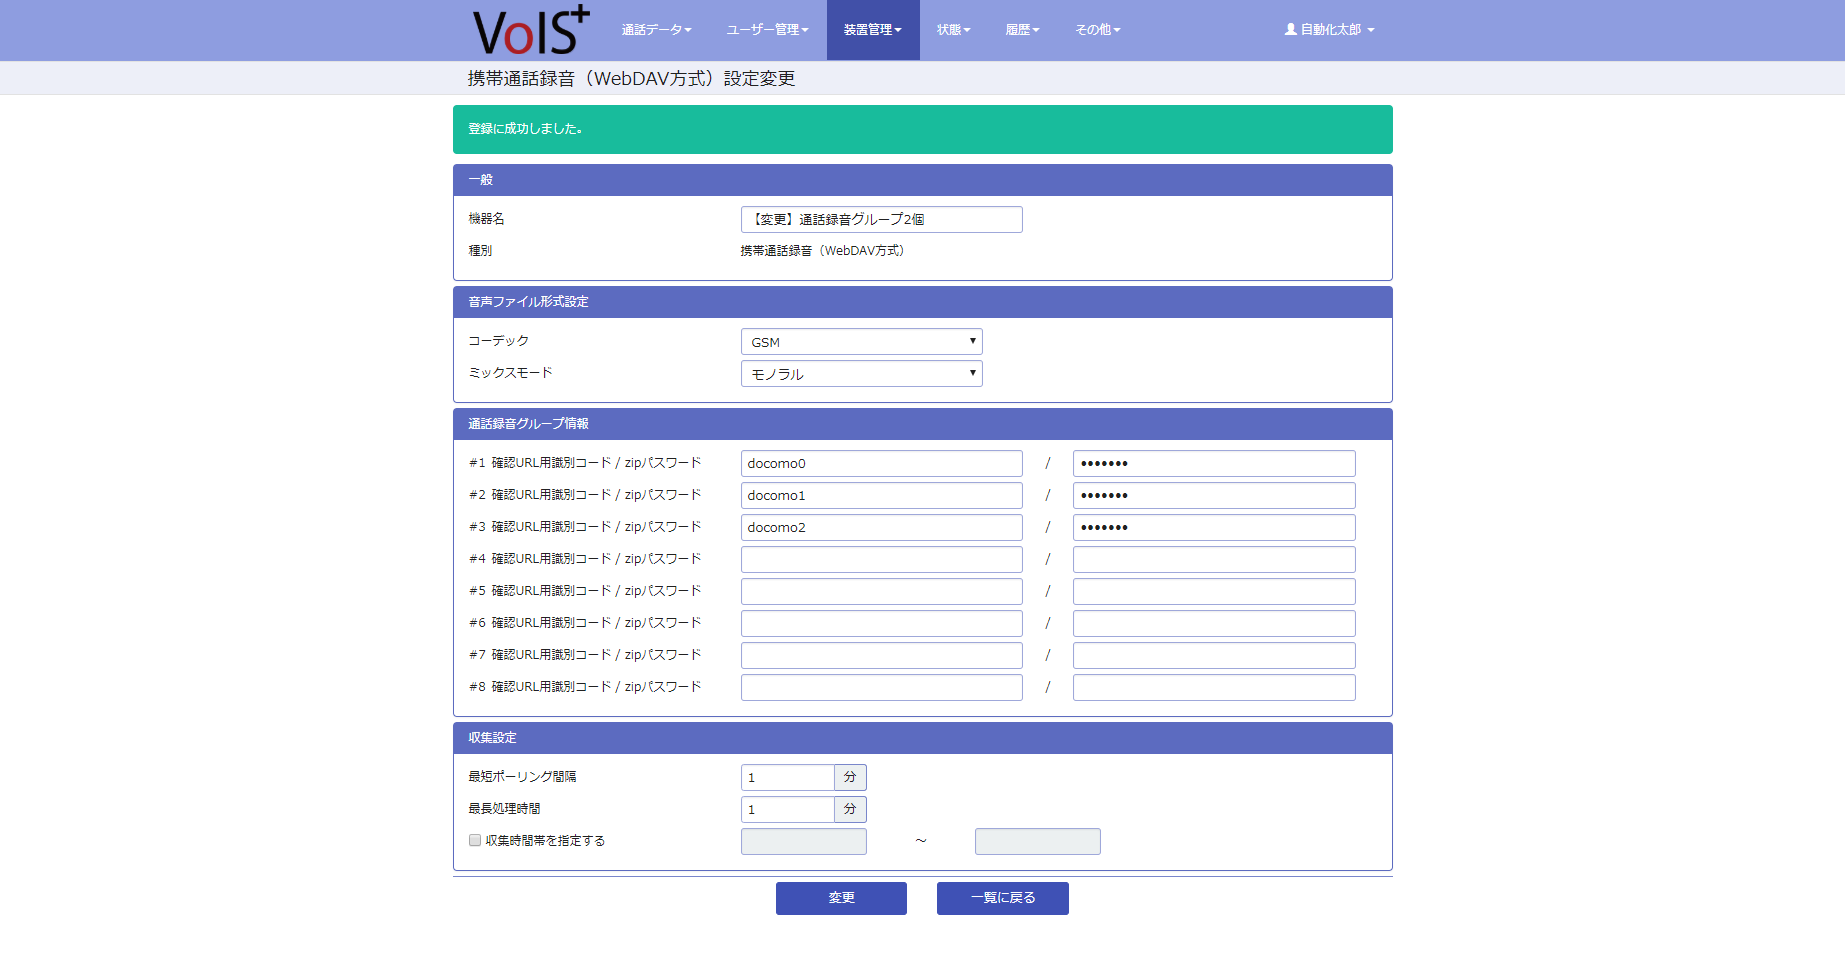 VoIS+ 通話データ ユーザー管理 装置管理 状態 履歴 その他 自動化太郎
携帯通話録音（WebDAV方式）設定変更
登録に成功しました。
一般
機器名 【変更】通話録音グループ2個
種別 携帯通話録音（WebDAV方式）
音声ファイル形式設定
コーデック GSM
ミックスモード モノラル
通話録音グループ情報
#1 確認URL用識別コード / zipパスワード docomo0 / •••••••
#2 確認URL用識別コード / zipパスワード docomo1 / •••••••
#3 確認URL用識別コード / zipパスワード docomo2 / •••••••
#4 確認URL用識別コード / zipパスワード /
#5 確認URL用識別コード / zipパスワード /
#6 確認URL用識別コード / zipパスワード /
#7 確認URL用識別コード / zipパスワード /
#8 確認URL用識別コード / zipパスワード /
収集設定
最短ポーリング間隔 1 分
最長処理時間 1 分
収集時間帯を指定する ～
変更 一覧に戻る